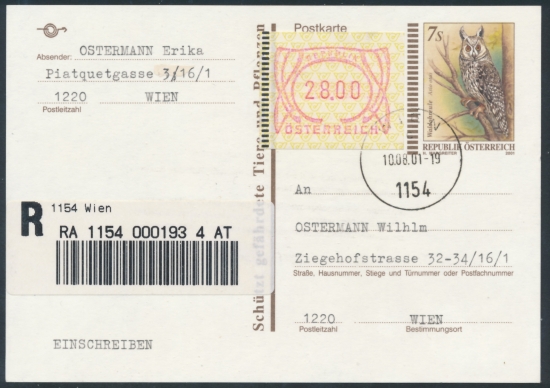 Absender: OSTERMANN Erika
Piatquetgasse 3/16/1
1220 WIEN
Postleitzahl
R
1154 Wien
RA 1154 000193 4 AT
EINSCHREIBEN
Schützt gefährdete Tiere und Pflanzen
Postkarte
28.00
ÖSTERREICH
7s
Waldohreule
REPUBLIK ÖSTERREICH
2001
10.08.01-19
1154
An
OSTERMANN Wilhlm
Ziegehofstrasse 32-34/16/1
Straße, Hausnummer, Stiege und Türnummer oder Postfachnummer
1220 WIEN
Postleitzahl Bestimmungsort